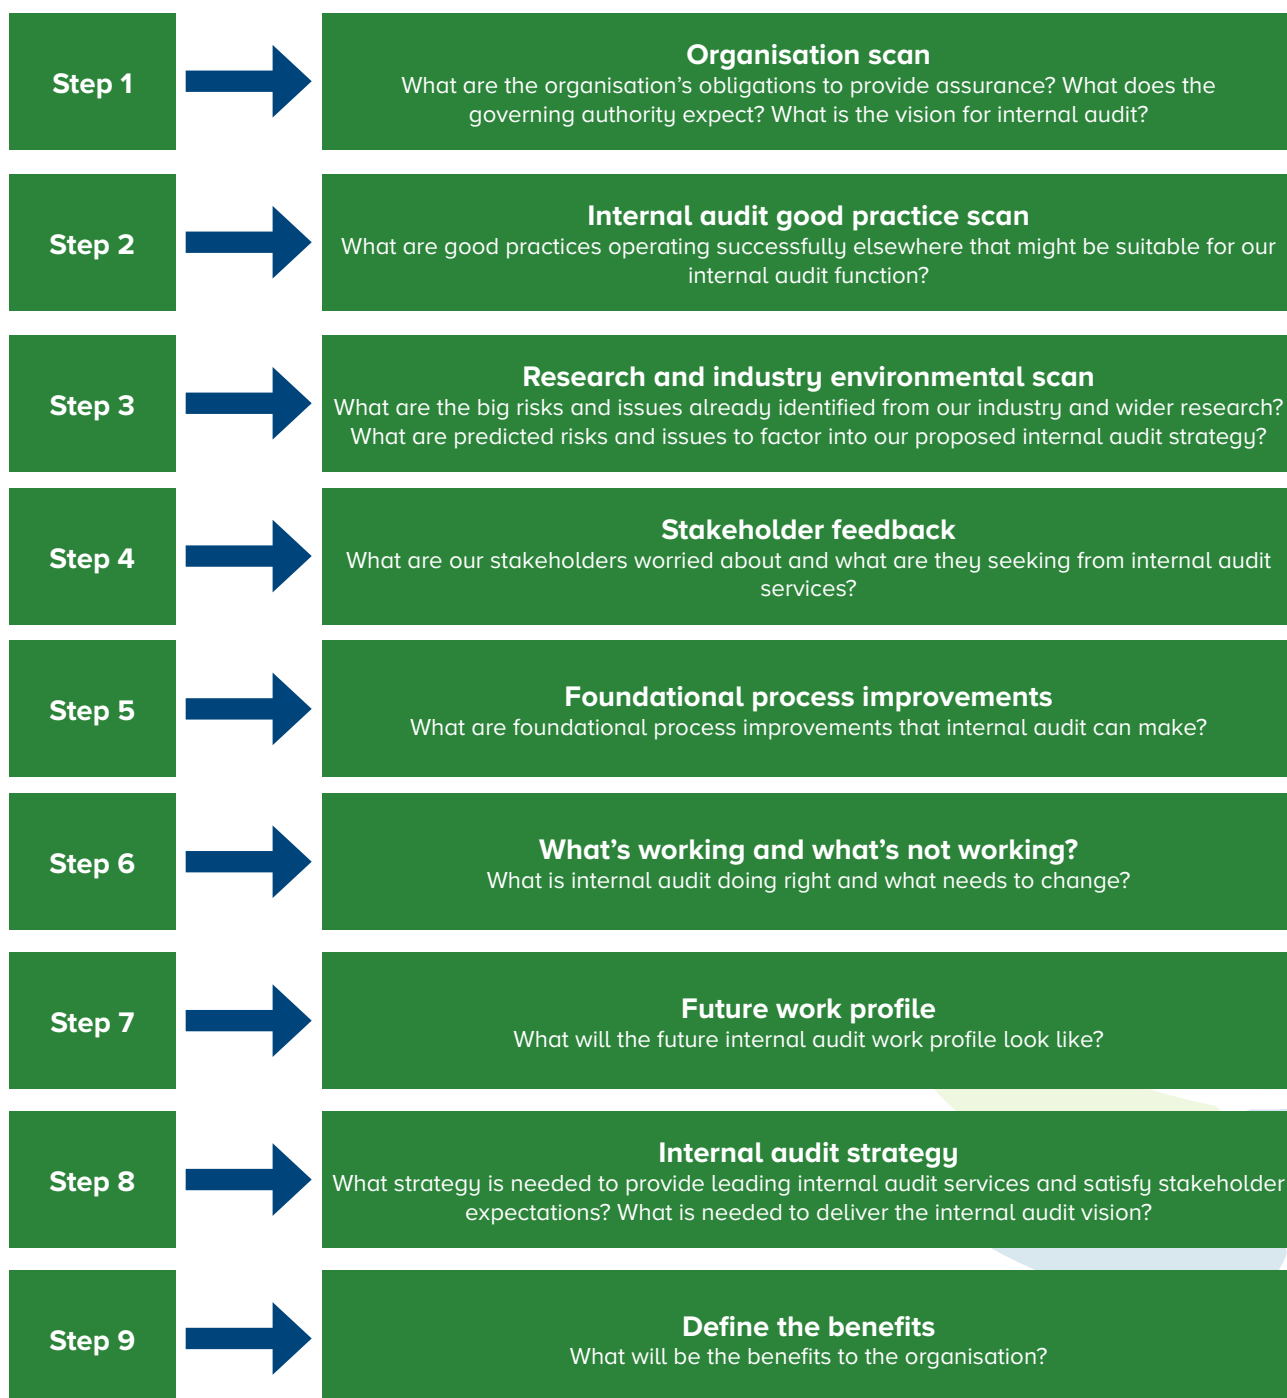 Step 1
Organisation scan
What are the organisation’s obligations to provide assurance? What does the
governing authority expect? What is the vision for internal audit?
Step 2
Internal audit good practice scan
What are good practices operating successfully elsewhere that might be suitable for our
internal audit function?
Step 3
Research and industry environmental scan
What are the big risks and issues already identified from our industry and wider research?
What are predicted risks and issues to factor into our proposed internal audit strategy?
Step 4
Stakeholder feedback
What are our stakeholders worried about and what are they seeking from internal audit
services?
Step 5
Foundational process improvements
What are foundational process improvements that internal audit can make?
Step 6
What’s working and what’s not working?
What is internal audit doing right and what needs to change?
Step 7
Future work profile
What will the future internal audit work profile look like?
Step 8
Internal audit strategy
What strategy is needed to provide leading internal audit services and satisfy stakeholder
expectations? What is needed to deliver the internal audit vision?
Step 9
Define the benefits
What will be the benefits to the organisation?